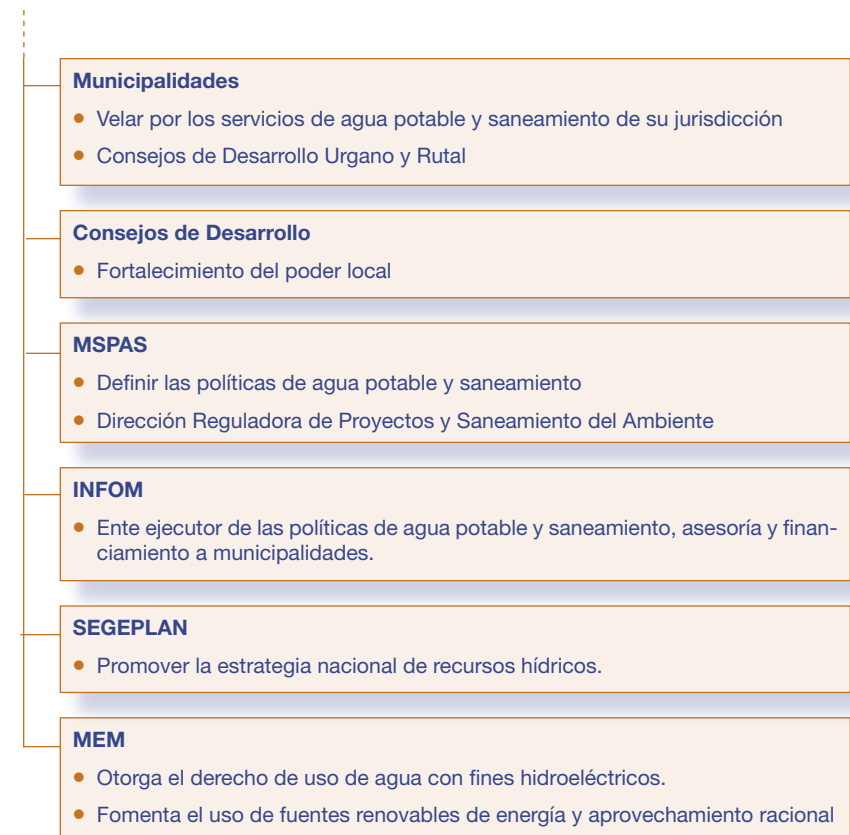 Municipalidades
• Velar por los servicios de agua potable y saneamiento de su jurisdicción
• Consejos de Desarrollo Urgano y Rutal
Consejos de Desarrollo
• Fortalecimiento del poder local
MSPAS
• Definir las políticas de agua potable y saneamiento
• Dirección Reguladora de Proyectos y Saneamiento del Ambiente
INFOM
• Ente ejecutor de las políticas de agua potable y saneamiento, asesoría y finan-
ciamiento a municipalidades.
SEGEPLAN
• Promover la estrategia nacional de recursos hídricos.
MEM
• Otorga el derecho de uso de agua con fines hidroeléctricos.
• Fomenta el uso de fuentes renovables de energía y aprovechamiento racional